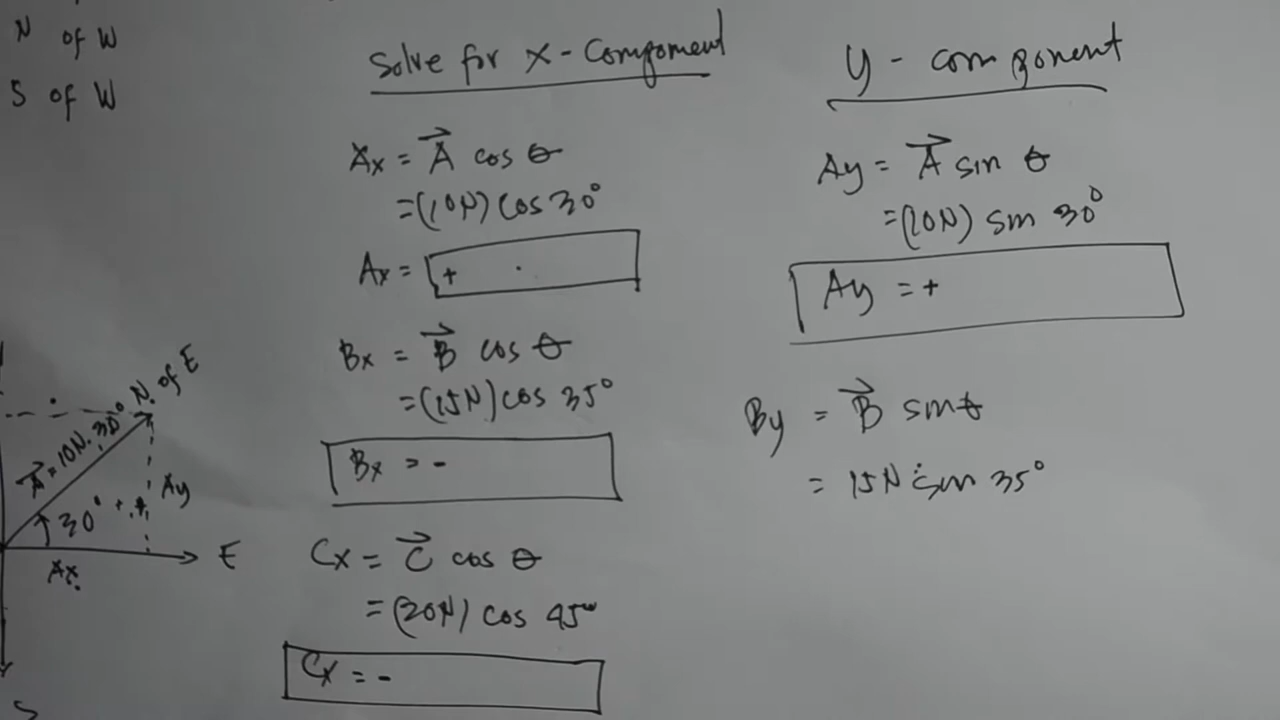 N of W
S of W
Solve for x-component
Ax = A⃗ cos θ
= (10N) cos 30°
Ax = +
Bx = B⃗ cos θ
= (15N) cos 35°
Bx = -
Cx = C⃗ cos θ
= (20N) cos 45°
Cx = -
y - component
Ay = A⃗ sin θ
= (10N) sin 30°
Ay = +
By = B⃗ sin θ
= 15N sin 35°
A⃗ = 10N, 30° N. of E
30° + , +
Ay
E
Ax
S